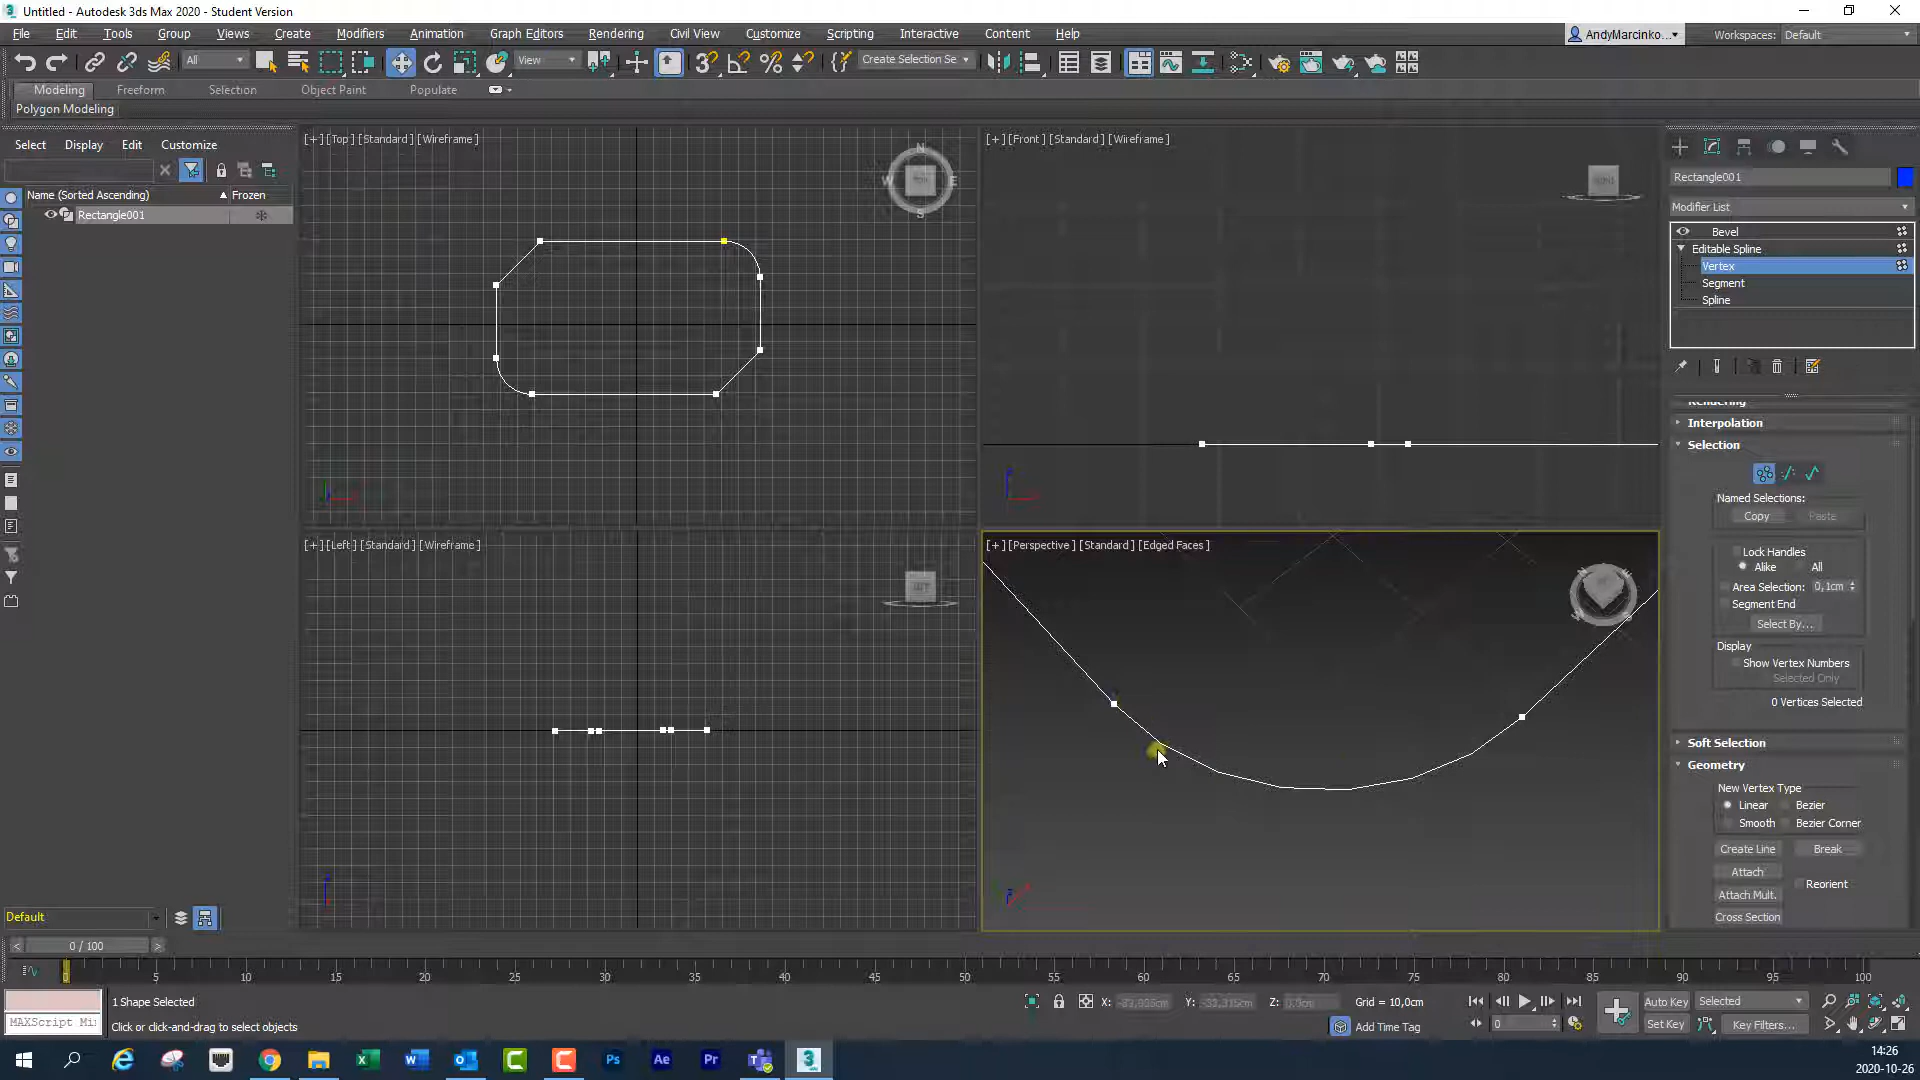 Untitled - Autodesk 3ds Max 2020 - Student Version
File Edit Tools Group Views Create Modifiers Animation Graph Editors Rendering Civil View Customize Scripting Interactive Content Help
AndyMarcinko...
Workspaces: Default
All
View
Create Selection Se
Modeling Freeform Selection Object Paint Populate
Polygon Modeling
Select Display Edit Customize
Name (Sorted Ascending) Frozen
Rectangle001
[+] [Top] [Standard] [Wireframe]
N
W
E
S
TOP
[+] [Front] [Standard] [Wireframe]
[+] [Left] [Standard] [Wireframe]
[+] [Perspective] [Standard] [Edged Faces]
Rectangle001
Modifier List
Bevel
Editable Spline
Vertex
Segment
Spline
Rendering
Interpolation
Selection
Named Selections:
Copy Paste
Lock Handles
Alike All
Area Selection: 0,1cm
Segment End
Select By...
Display
Show Vertex Numbers
Selected Only
0 Vertices Selected
Soft Selection
Geometry
New Vertex Type
Linear Bezier
Smooth Bezier Corner
Create Line Break
Attach
Reorient
Attach Mult.
Cross Section
Default
< 0 / 100 >
0 5 10 15 20 25 30 35 40 45 50 55 60 65 70 75 80 85 90 95 100
1 Shape Selected
MAXScript Mi
Click or click-and-drag to select objects
X: Y: Z: 0,0cm Grid = 10,0cm
Add Time Tag
0
Auto Key Selected
Set Key Key Filters...
14:26
2020-10-26